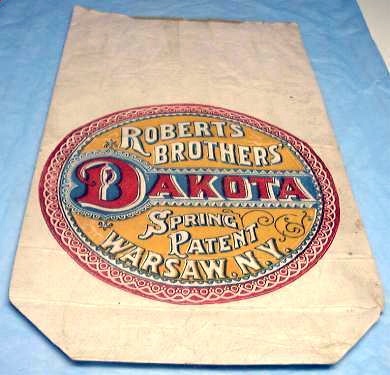 ROBERTS
BROTHERS'
DAKOTA
SPRING
PATENT
WARSAW, N.Y.